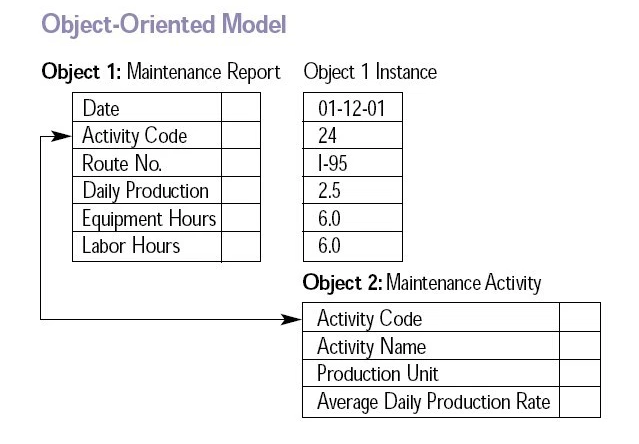 Object-Oriented Model
Object 1: Maintenance Report Object 1 Instance
Date 01-12-01
Activity Code 24
Route No. I-95
Daily Production 2.5
Equipment Hours 6.0
Labor Hours 6.0
Object 2: Maintenance Activity
Activity Code
Activity Name
Production Unit
Average Daily Production Rate